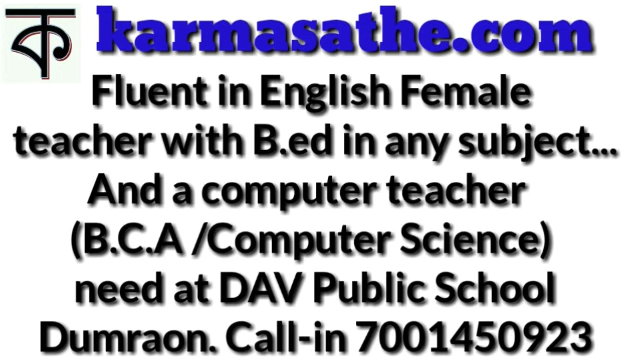 ক karmasathe.com
Fluent in English Female
teacher with B.ed in any subject...
And a computer teacher
(B.C.A /Computer Science)
need at DAV Public School
Dumraon. Call-in 7001450923